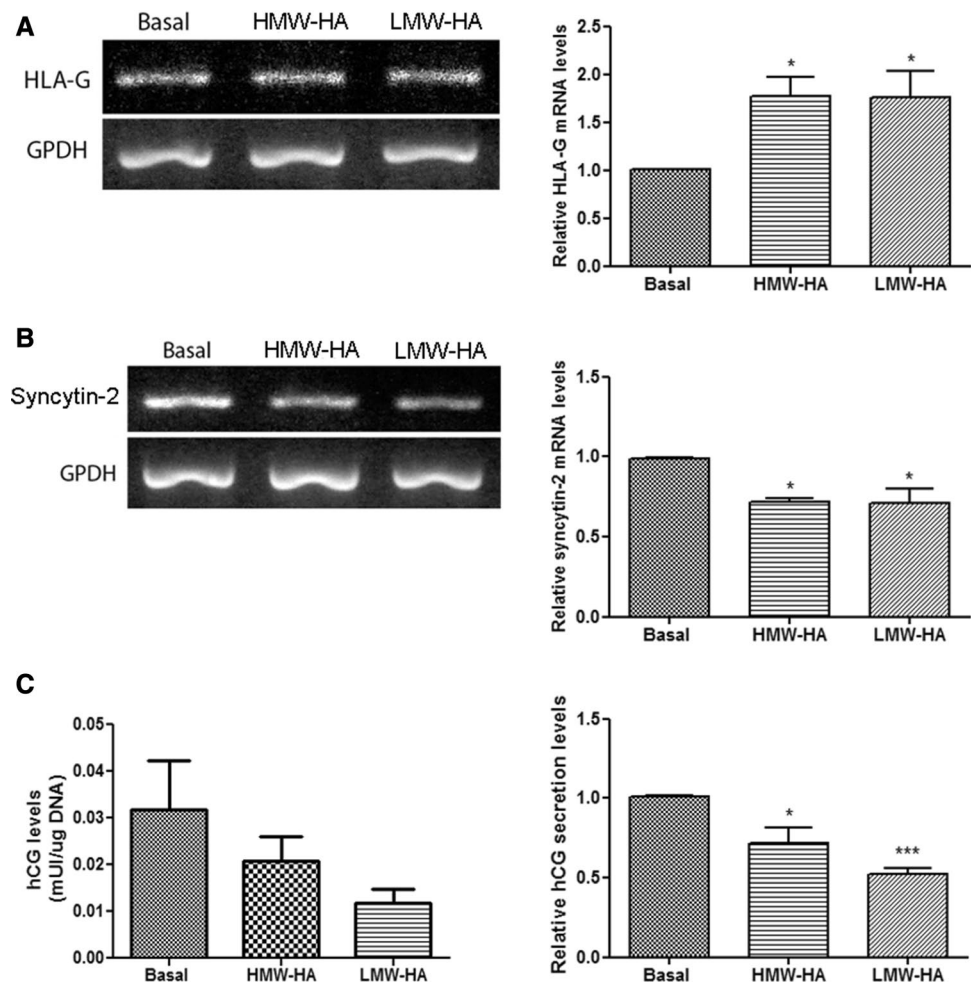 A
Basal HMW-HA LMW-HA
HLA-G
GPDH
Relative HLA-G mRNA levels
2.5
2.0
1.5
1.0
0.5
0.0
*
*
Basal HMW-HA LMW-HA
B
Basal HMW-HA LMW-HA
Syncytin-2
GPDH
Relative syncytin-2 mRNA levels
1.5
1.0
0.5
0.0
*
*
Basal HMW-HA LMW-HA
C
hCG levels
(mUI/ug DNA)
0.05
0.04
0.03
0.02
0.01
0.00
Basal HMW-HA LMW-HA
Relative hCG secretion levels
1.5
1.0
0.5
0.0
*
***
Basal HMW-HA LMW-HA